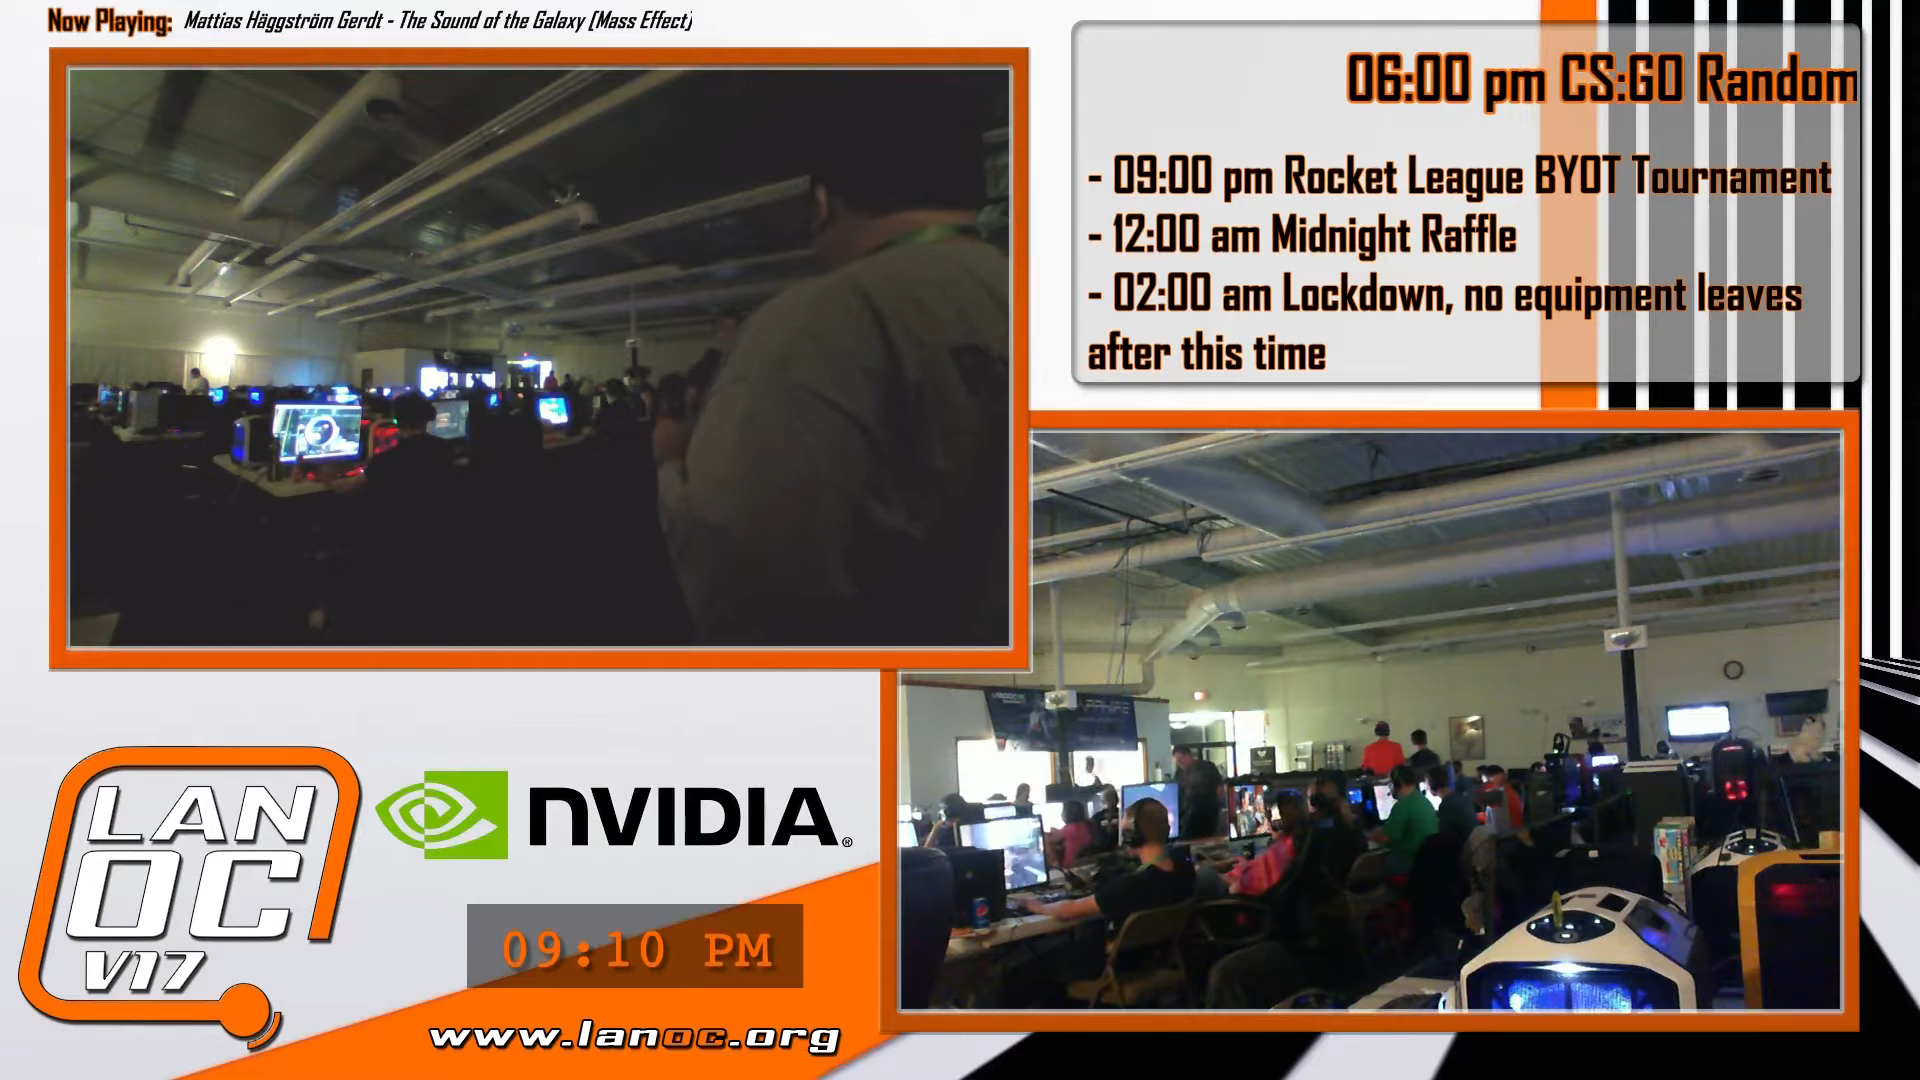 Now Playing: Mattias Häggström Gerdt - The Sound of the Galaxy [Mass Effect]
06:00 pm CS:GO Random
- 09:00 pm Rocket League BYOT Tournament
- 12:00 am Midnight Raffle
- 02:00 am Lockdown, no equipment leaves
after this time
LAN
OC
V17
NVIDIA®
09:10 PM
www.lanoc.org